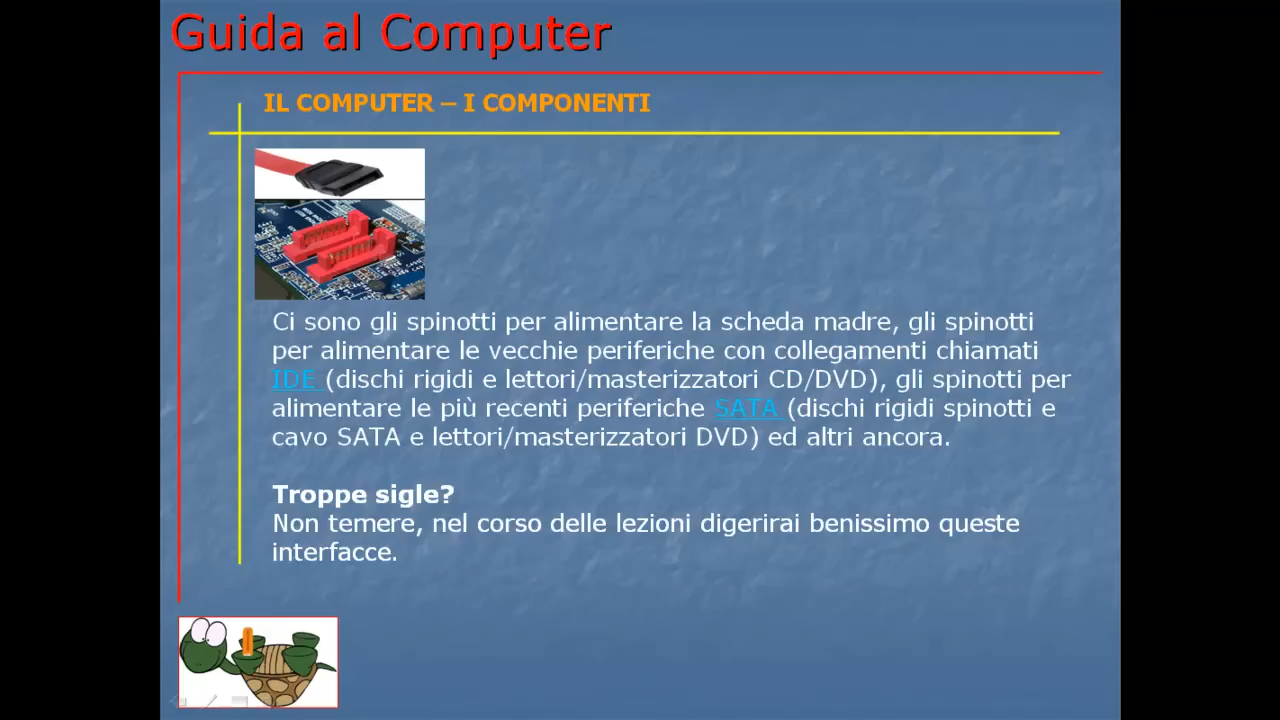 Guida al Computer
IL COMPUTER – I COMPONENTI
Ci sono gli spinotti per alimentare la scheda madre, gli spinotti
per alimentare le vecchie periferiche con collegamenti chiamati
IDE (dischi rigidi e lettori/masterizzatori CD/DVD), gli spinotti per
alimentare le più recenti periferiche SATA (dischi rigidi spinotti e
cavo SATA e lettori/masterizzatori DVD) ed altri ancora.
Troppe sigle?
Non temere, nel corso delle lezioni digerirai benissimo queste
interfacce.